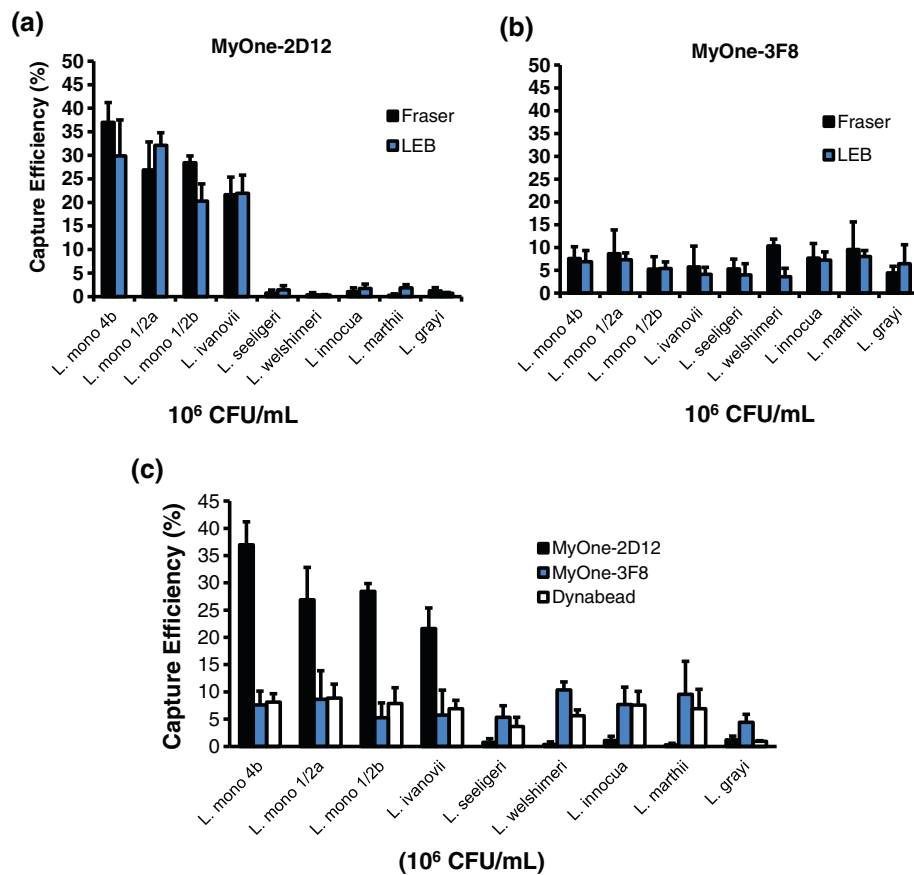 (a)
MyOne-2D12
Capture Efficiency (%)
50
45
40
35
30
25
20
15
10
5
0
Fraser
LEB
L. mono 4b
L. mono 1/2a
L. mono 1/2b
L. ivanovii
L. seeligeri
L. welshimeri
L. innocua
L. marthii
L. grayi
10⁶ CFU/mL
(b)
MyOne-3F8
50
45
40
35
30
25
20
15
10
5
0
Fraser
LEB
L. mono 4b
L. mono 1/2a
L. mono 1/2b
L. ivanovii
L. seeligeri
L. welshimeri
L innocua
L. marthii
L. grayi
10⁶ CFU/mL
(c)
Capture Efficiency (%)
45
40
35
30
25
20
15
10
5
0
MyOne-2D12
MyOne-3F8
Dynabead
L. mono 4b
L. mono 1/2a
L. mono 1/2b
L. ivanovii
L. seeligeri
L. welshimeri
L. innocua
L. marthii
L. grayi
(10⁶ CFU/mL)